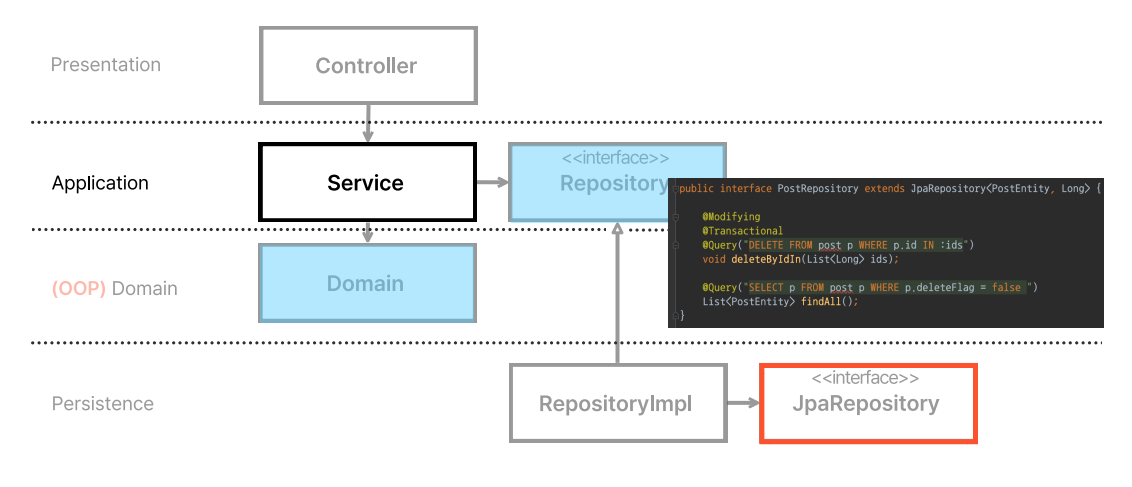 Presentation
Controller
Application
Service
<<interface>>
Repository
public interface PostRepository extends JpaRepository<PostEntity, Long> {
@Modifying
@Transactional
@Query("DELETE FROM post p WHERE p.id IN :ids")
void deleteByIdIn(List<Long> ids);
@Query("SELECT p FROM post p WHERE p.deleteFlag = false ")
List<PostEntity> findAll();
}
(OOP) Domain
Domain
Persistence
RepositoryImpl
<<interface>>
JpaRepository